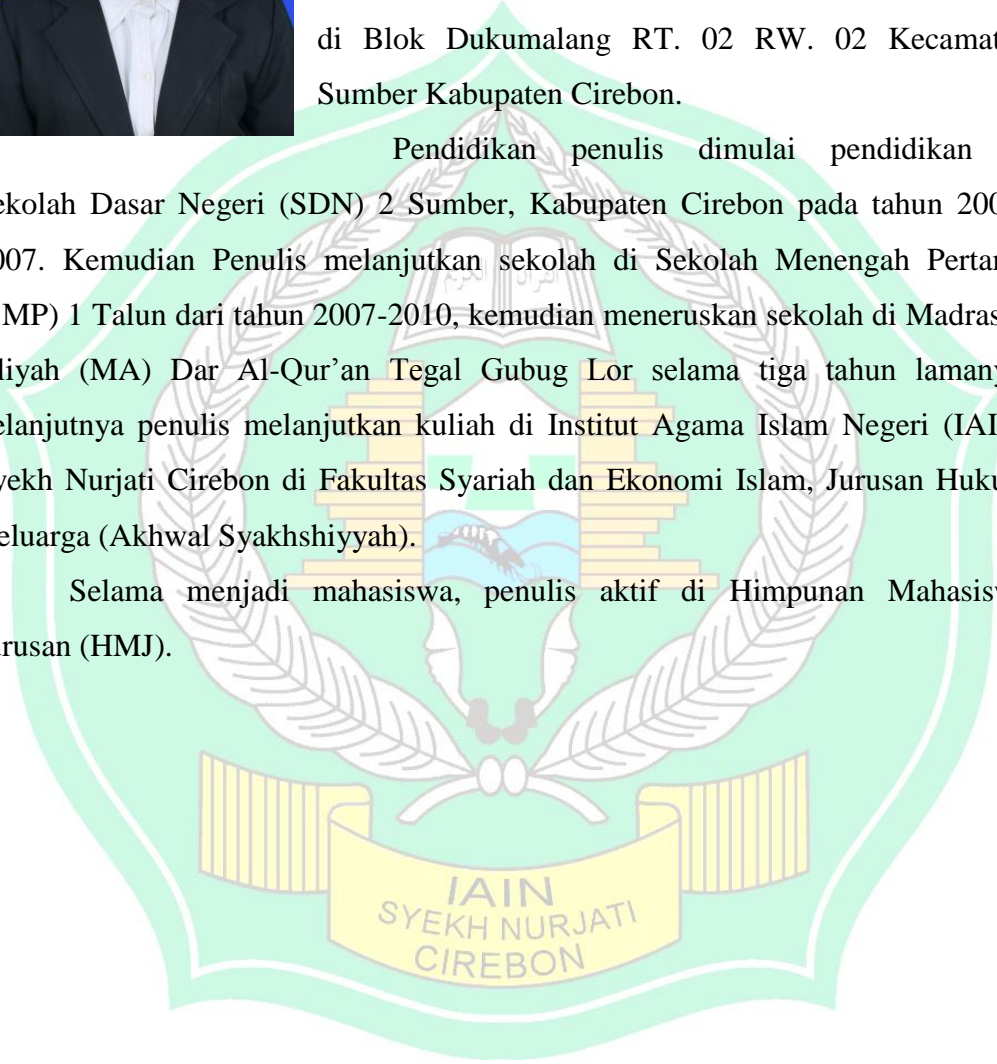 di Blok Dukumalang RT. 02 RW. 02 Kecamat
Sumber Kabupaten Cirebon.
Pendidikan penulis dimulai pendidikan
ekolah Dasar Negeri (SDN) 2 Sumber, Kabupaten Cirebon pada tahun 200
007. Kemudian Penulis melanjutkan sekolah di Sekolah Menengah Pertam
MP) 1 Talun dari tahun 2007-2010, kemudian meneruskan sekolah di Madras
liyah (MA) Dar Al-Qur’an Tegal Gubug Lor selama tiga tahun lamany
elanjutnya penulis melanjutkan kuliah di Institut Agama Islam Negeri (IAI
yekh Nurjati Cirebon di Fakultas Syariah dan Ekonomi Islam, Jurusan Huku
eluarga (Akhwal Syakhshiyyah).
Selama menjadi mahasiswa, penulis aktif di Himpunan Mahasisw
urusan (HMJ).
IAIN
SYEKH NURJATI
CIREBON